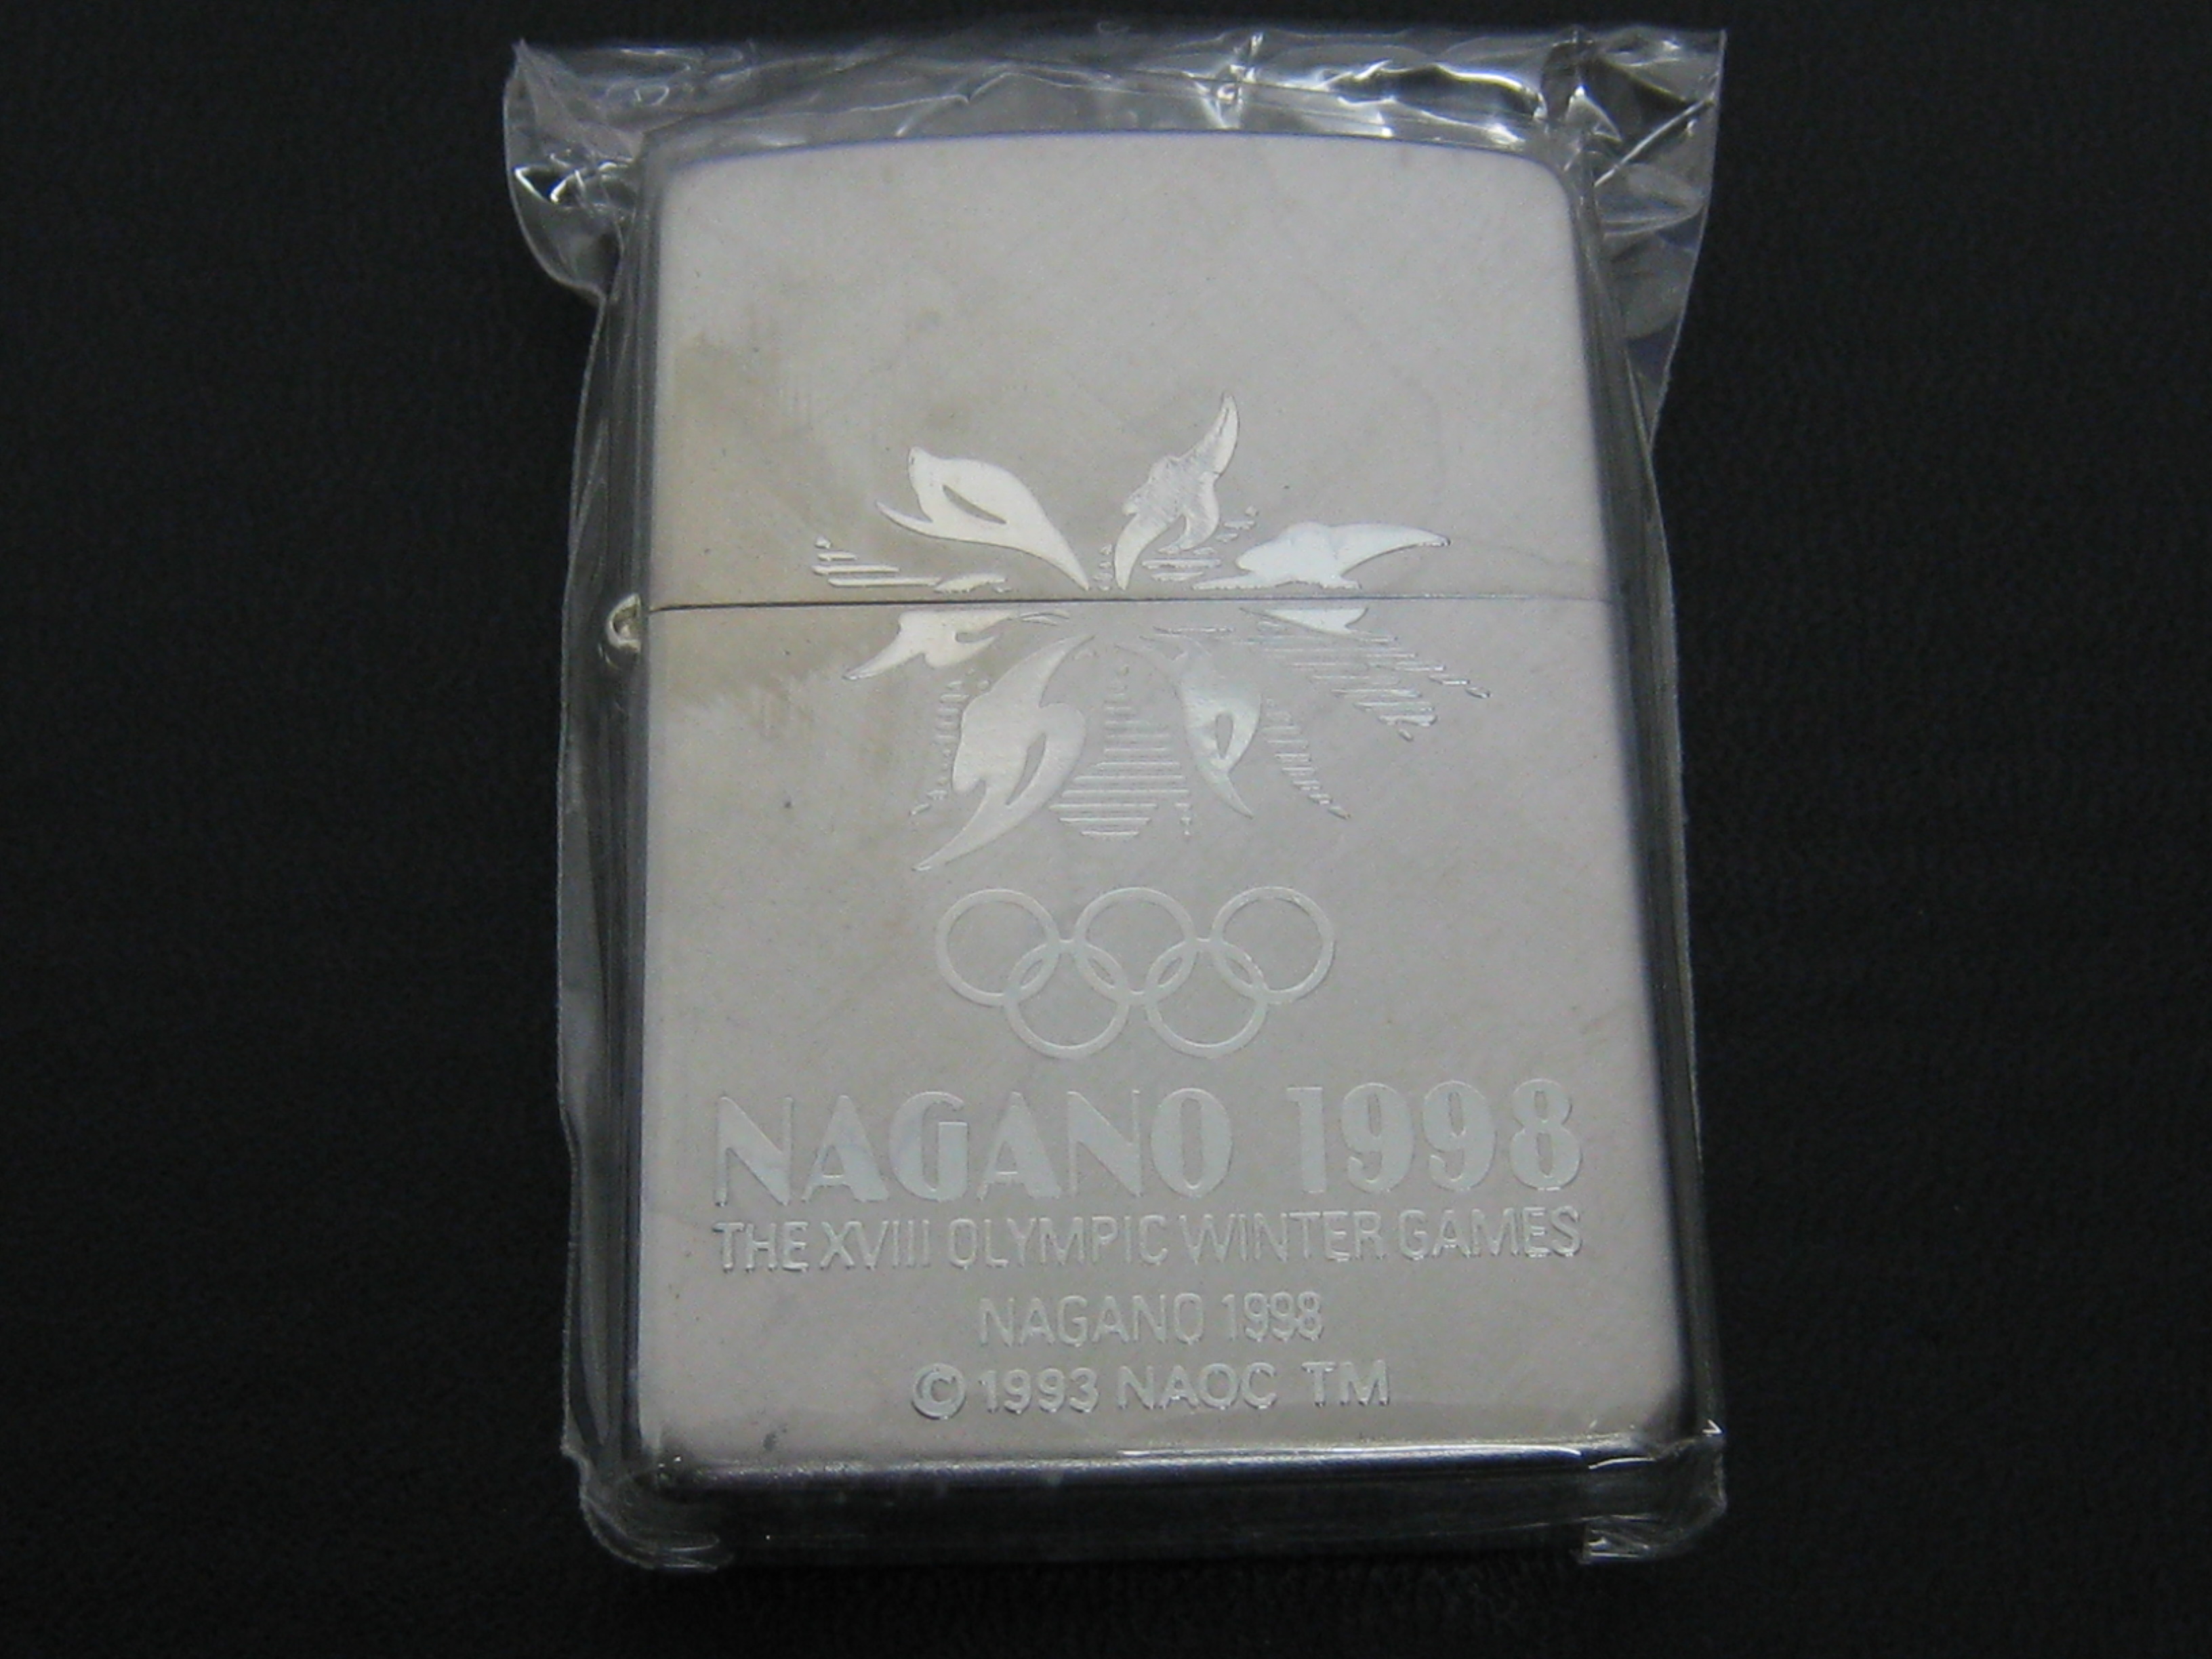 NAGANO 1998
THE XVIII OLYMPIC WINTER GAMES
NAGANO 1998
© 1993 NAOC TM